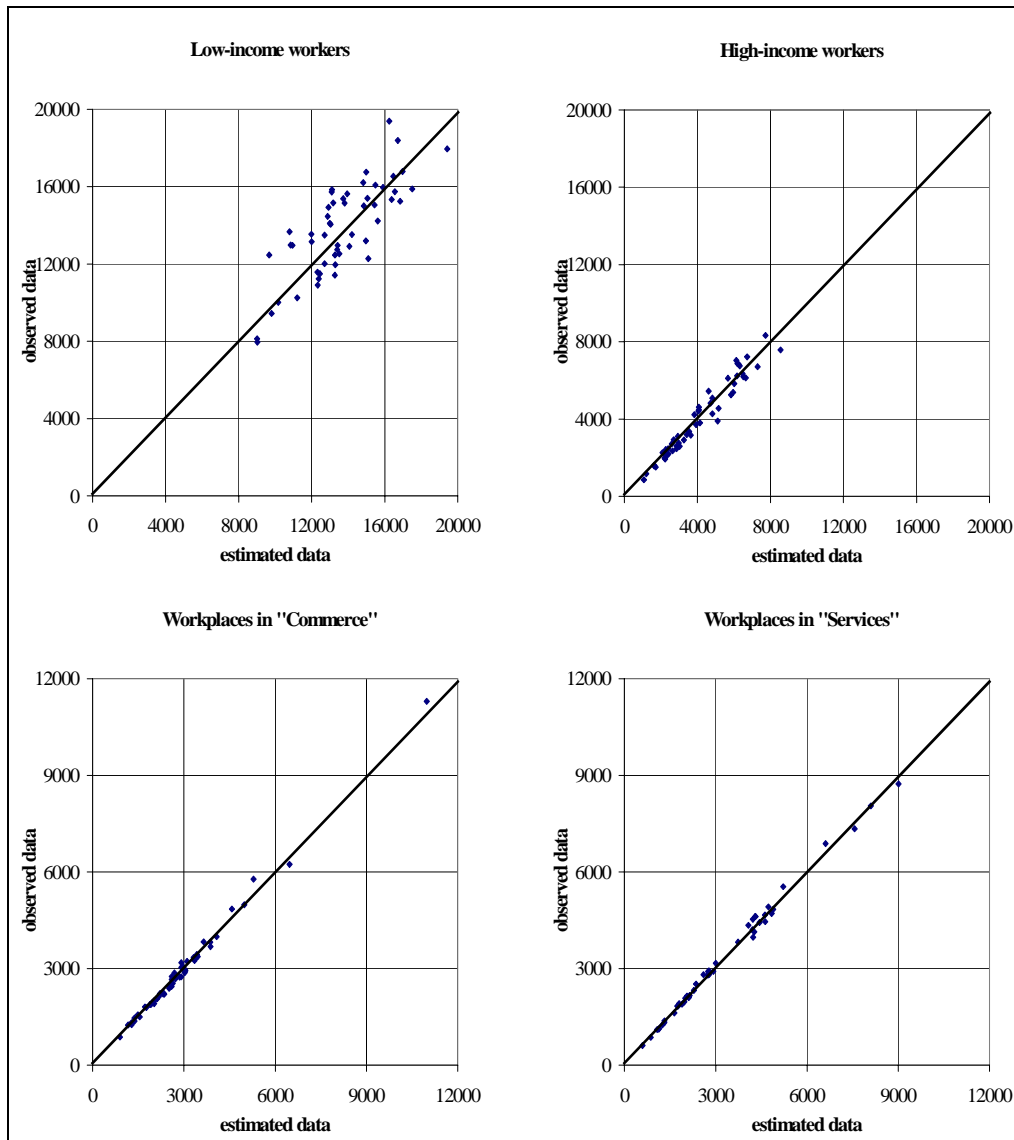 Low-income workers
20000
16000
12000
8000
4000
0
observed data
0 4000 8000 12000 16000 20000
estimated data
High-income workers
20000
16000
12000
8000
4000
0
observed data
0 4000 8000 12000 16000 20000
estimated data
Workplaces in "Commerce"
12000
9000
6000
3000
0
observed data
0 3000 6000 9000 12000
estimated data
Workplaces in "Services"
12000
9000
6000
3000
0
observed data
0 3000 6000 9000 12000
estimated data